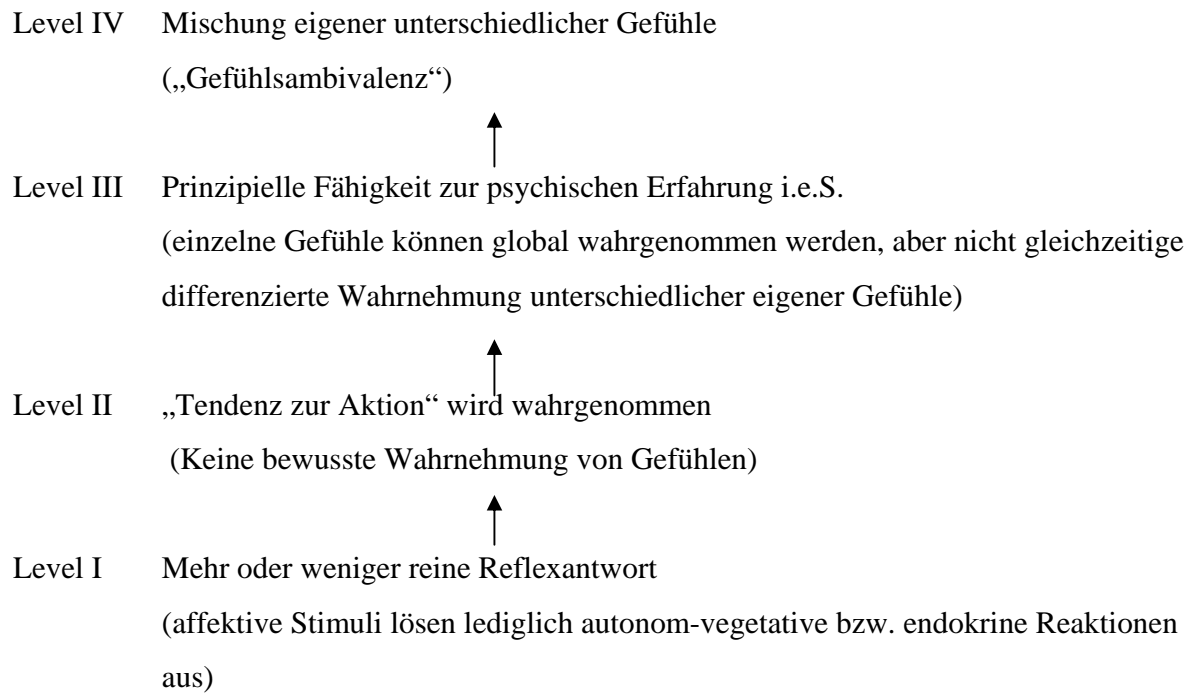 Level IV Mischung eigener unterschiedlicher Gefühle
(„Gefühlsambivalenz“)
Level III Prinzipielle Fähigkeit zur psychischen Erfahrung i.e.S.
(einzelne Gefühle können global wahrgenommen werden, aber nicht gleichzeitige
differenzierte Wahrnehmung unterschiedlicher eigener Gefühle)
Level II „Tendenz zur Aktion“ wird wahrgenommen
(Keine bewusste Wahrnehmung von Gefühlen)
Level I Mehr oder weniger reine Reflexantwort
(affektive Stimuli lösen lediglich autonom-vegetative bzw. endokrine Reaktionen
aus)